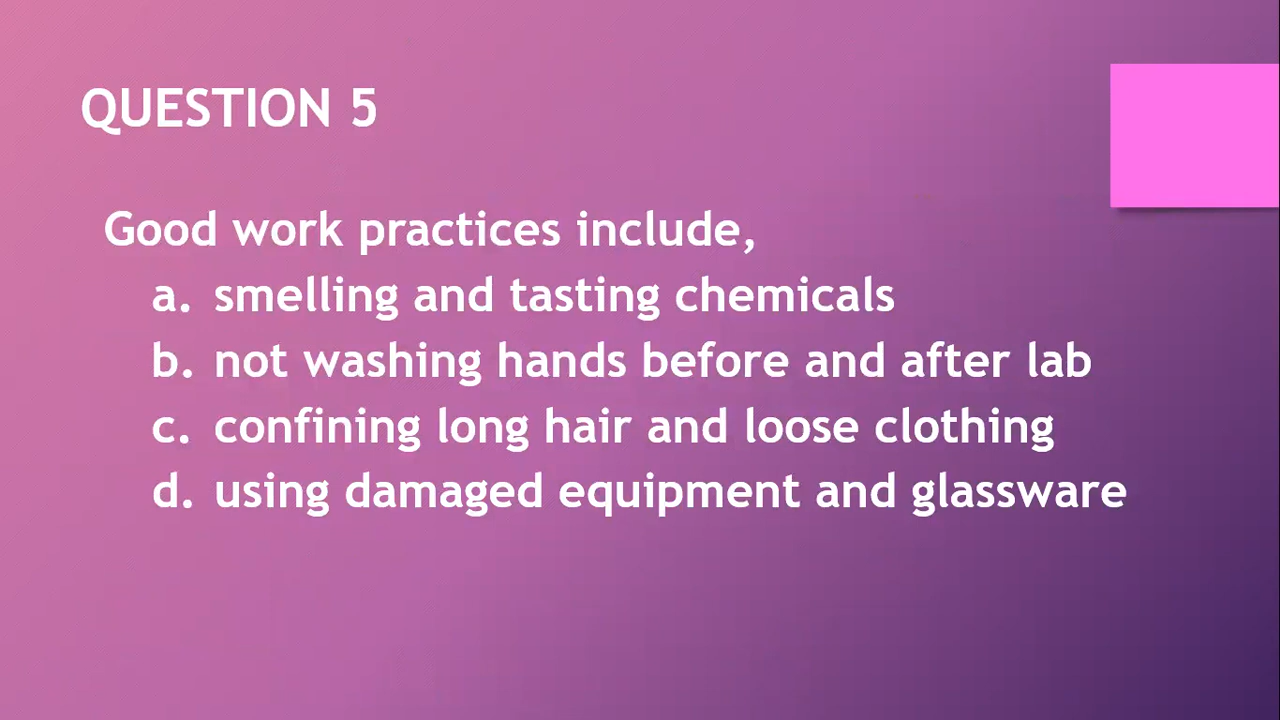 QUESTION 5
Good work practices include,
a. smelling and tasting chemicals
b. not washing hands before and after lab
c. confining long hair and loose clothing
d. using damaged equipment and glassware